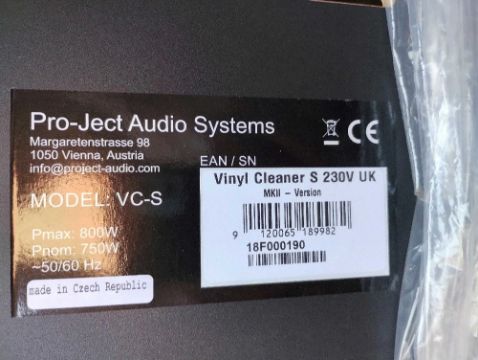 Pro-Ject Audio Systems
Margaretenstrasse 98
1050 Vienna, Austria
info@project-audio.com
CE
EAN / SN
MODEL: VC-S
Vinyl Cleaner S 230V UK
MKII - Version
9 120065 189982
18F000190
Pmax: 800W
Pnom: 750W
~50/60 Hz
made in Czech Republic